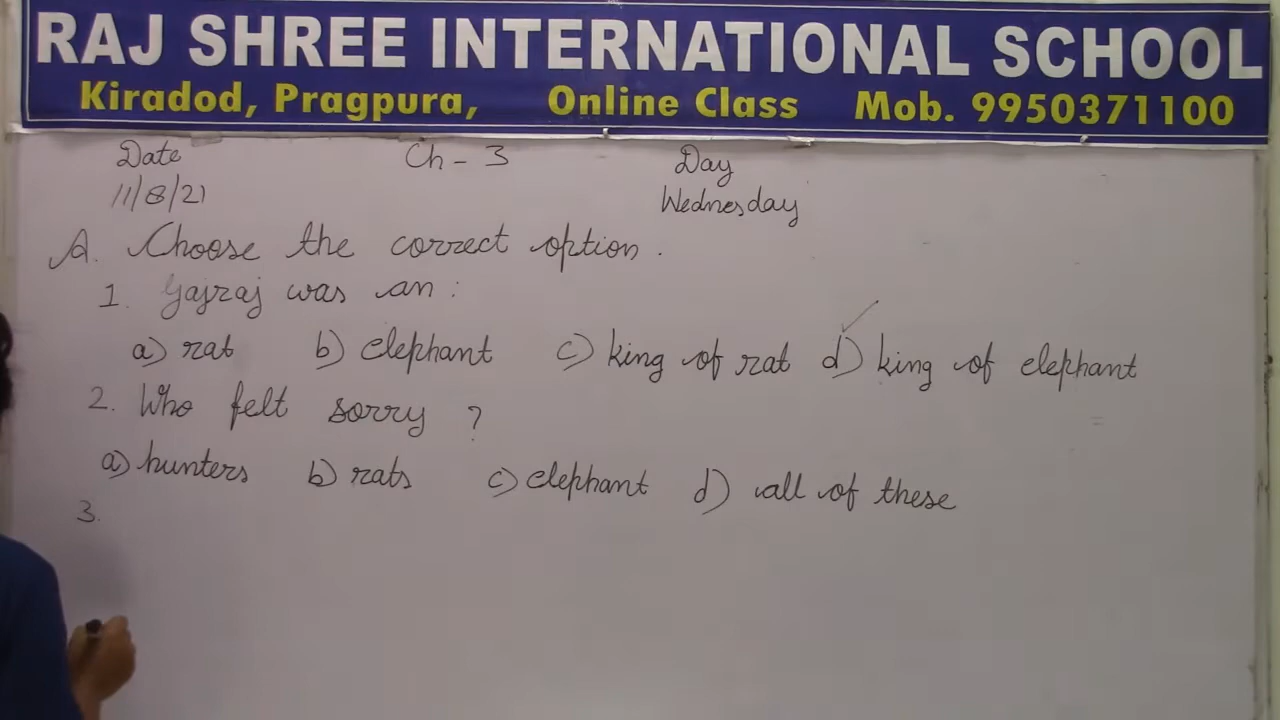 RAJ SHREE INTERNATIONAL SCHOOL
Kiradod, Pragpura, Online Class Mob. 9950371100
Date Ch - 3 Day
11/8/21 Wednesday
A. Choose the correct option.
1. Gajraj was an :
a) rat b) elephant c) king of rat d) king of elephant
2. Who felt sorry ?
a) hunters b) rats c) elephant d) all of these
3.